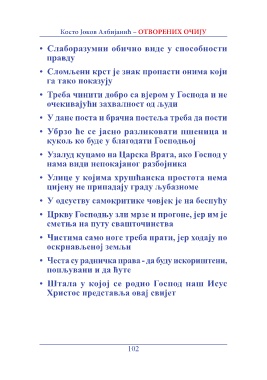 Косто Јоков Албијанић – ОТВОРЕНИХ ОЧИЈУ
• Слаборазумни обично виде у способности
правду
• Сломљени крст је знак пропасти онима који
га тако показују
• Треба чинити добро са вјером у Господа и не
очекивајући захвалност од људи
• У дане поста и брачна постеља треба да пости
• Убрзо ће се јасно разликовати пшеница и
кукољ ко буде у благодати Господњој
• Узалуд куцамо на Царска Врата, ако Господ у
нама види непокајаног разбојника
• Улице у којима хрушћанска простота нема
цијену не припадају граду љубазноме
• У одсуству самокритике човјек је на беспућу
• Цркву Господњу зли мрзе и прогоне, јер им је
сметња на путу свашточинства
• Чистима само ноге треба прати, јер ходају по
оскрнављеној земљи
• Честа су радничка права - да буду искориштени,
попљувани и да ћуте
• Штала у којој се родио Господ наш Исус
Христос представља овај свијет
102